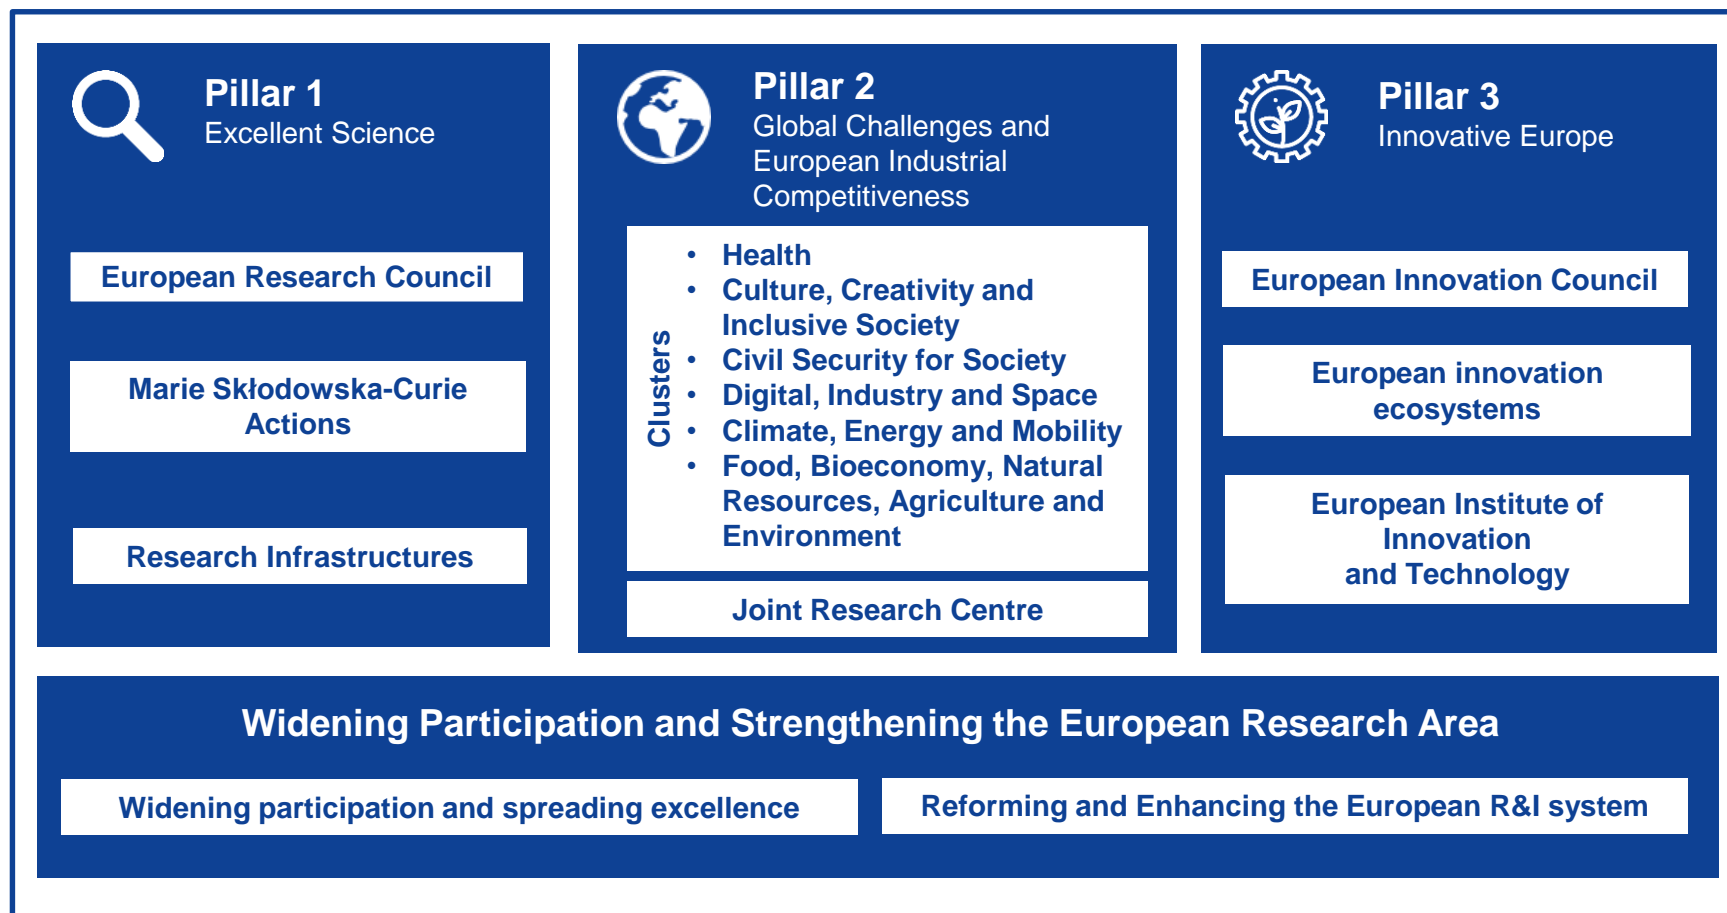 Pillar 1
Excellent Science
European Research Council
Marie Skłodowska-Curie
Actions
Research Infrastructures
Pillar 2
Global Challenges and
European Industrial
Competitiveness
Clusters
• Health
• Culture, Creativity and
Inclusive Society
• Civil Security for Society
• Digital, Industry and Space
• Climate, Energy and Mobility
• Food, Bioeconomy, Natural
Resources, Agriculture and
Environment
Joint Research Centre
Pillar 3
Innovative Europe
European Innovation Council
European innovation
ecosystems
European Institute of
Innovation
and Technology
Widening Participation and Strengthening the European Research Area
Widening participation and spreading excellence
Reforming and Enhancing the European R&I system